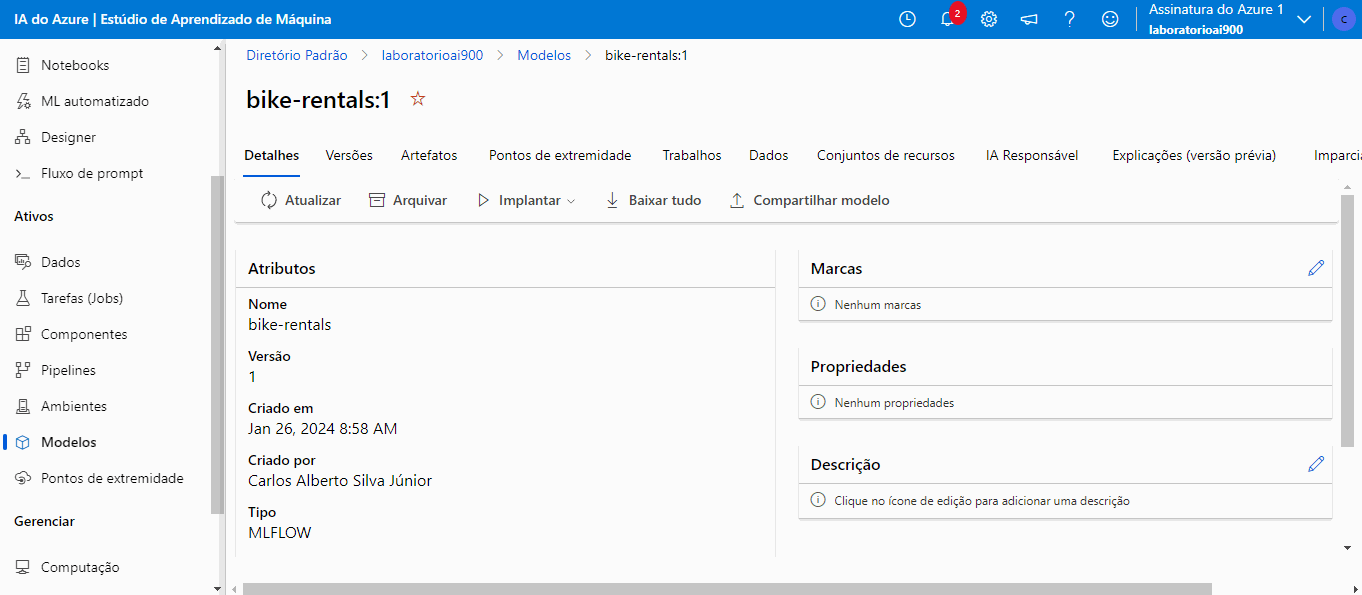 IA do Azure | Estúdio de Aprendizado de Máquina
2
Assinatura do Azure 1
laboratorioai900
C
Notebooks
ML automatizado
Designer
Fluxo de prompt
Ativos
Dados
Tarefas (Jobs)
Componentes
Pipelines
Ambientes
Modelos
Pontos de extremidade
Gerenciar
Computação
Diretório Padrão > laboratorioai900 > Modelos > bike-rentals:1
bike-rentals:1
Detalhes Versões Artefatos Pontos de extremidade Trabalhos Dados Conjuntos de recursos IA Responsável Explicações (versão prévia) Imparcia
Atualizar Arquivar Implantar Baixar tudo Compartilhar modelo
Atributos
Nome
bike-rentals
Versão
1
Criado em
Jan 26, 2024 8:58 AM
Criado por
Carlos Alberto Silva Júnior
Tipo
MLFLOW
Marcas
Nenhum marcas
Propriedades
Nenhum propriedades
Descrição
Clique no ícone de edição para adicionar uma descrição